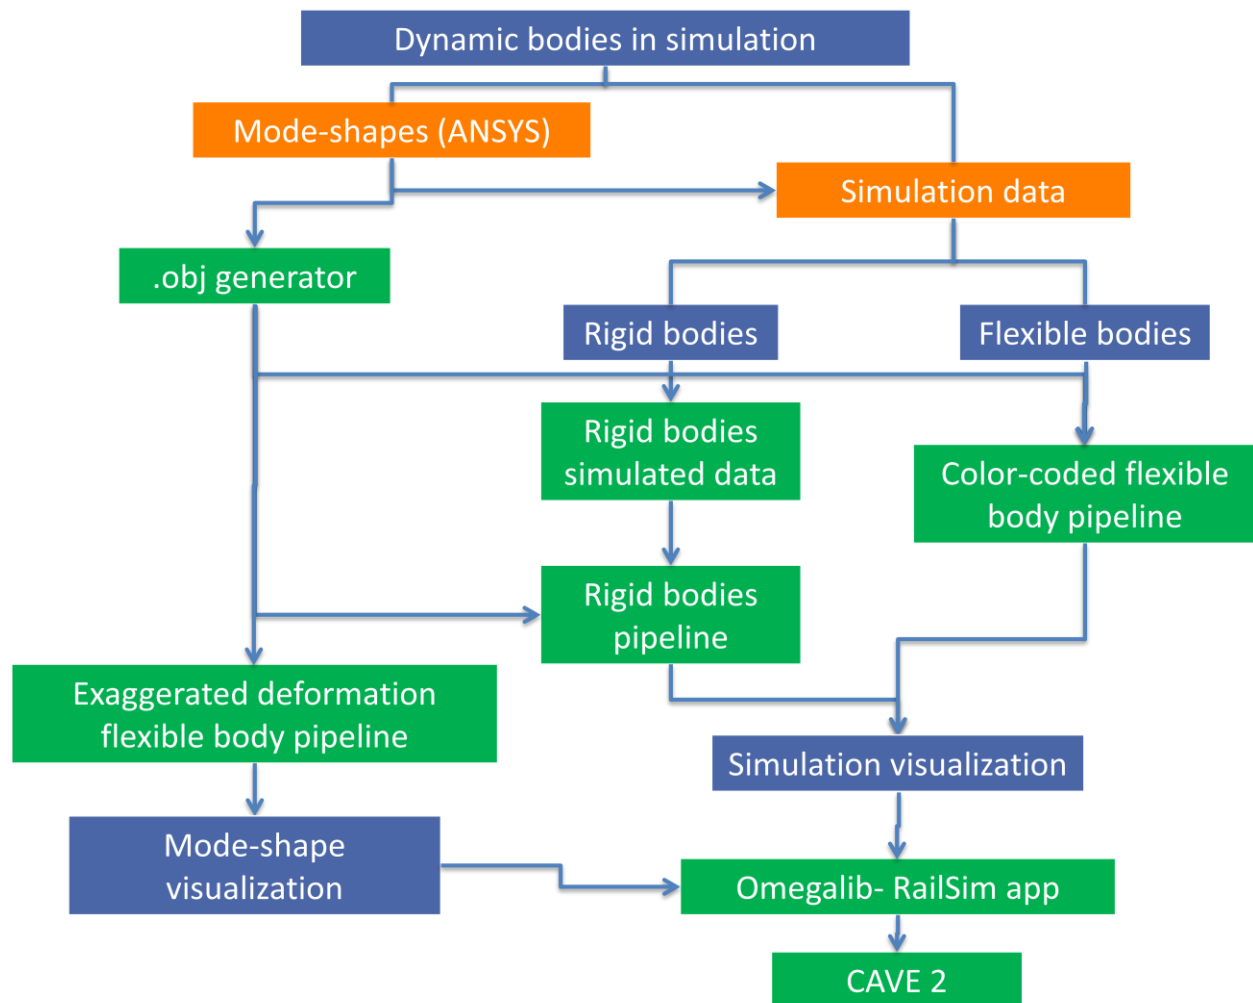 Dynamic bodies in simulation
Mode-shapes (ANSYS)
Simulation data
.obj generator
Rigid bodies
Flexible bodies
Rigid bodies
simulated data
Color-coded flexible
body pipeline
Rigid bodies
pipeline
Exaggerated deformation
flexible body pipeline
Simulation visualization
Mode-shape
visualization
Omegalib- RailSim app
CAVE 2